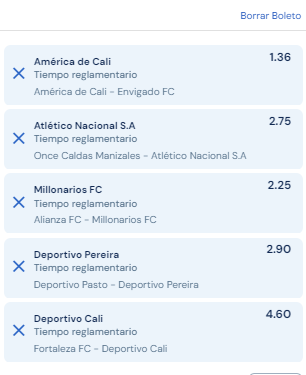 Borrar Boleto
América de Cali 1.36
Tiempo reglamentario
América de Cali - Envigado FC
Atlético Nacional S.A 2.75
Tiempo reglamentario
Once Caldas Manizales - Atlético Nacional S.A
Millonarios FC 2.25
Tiempo reglamentario
Alianza FC - Millonarios FC
Deportivo Pereira 2.90
Tiempo reglamentario
Deportivo Pasto - Deportivo Pereira
Deportivo Cali 4.60
Tiempo reglamentario
Fortaleza FC - Deportivo Cali